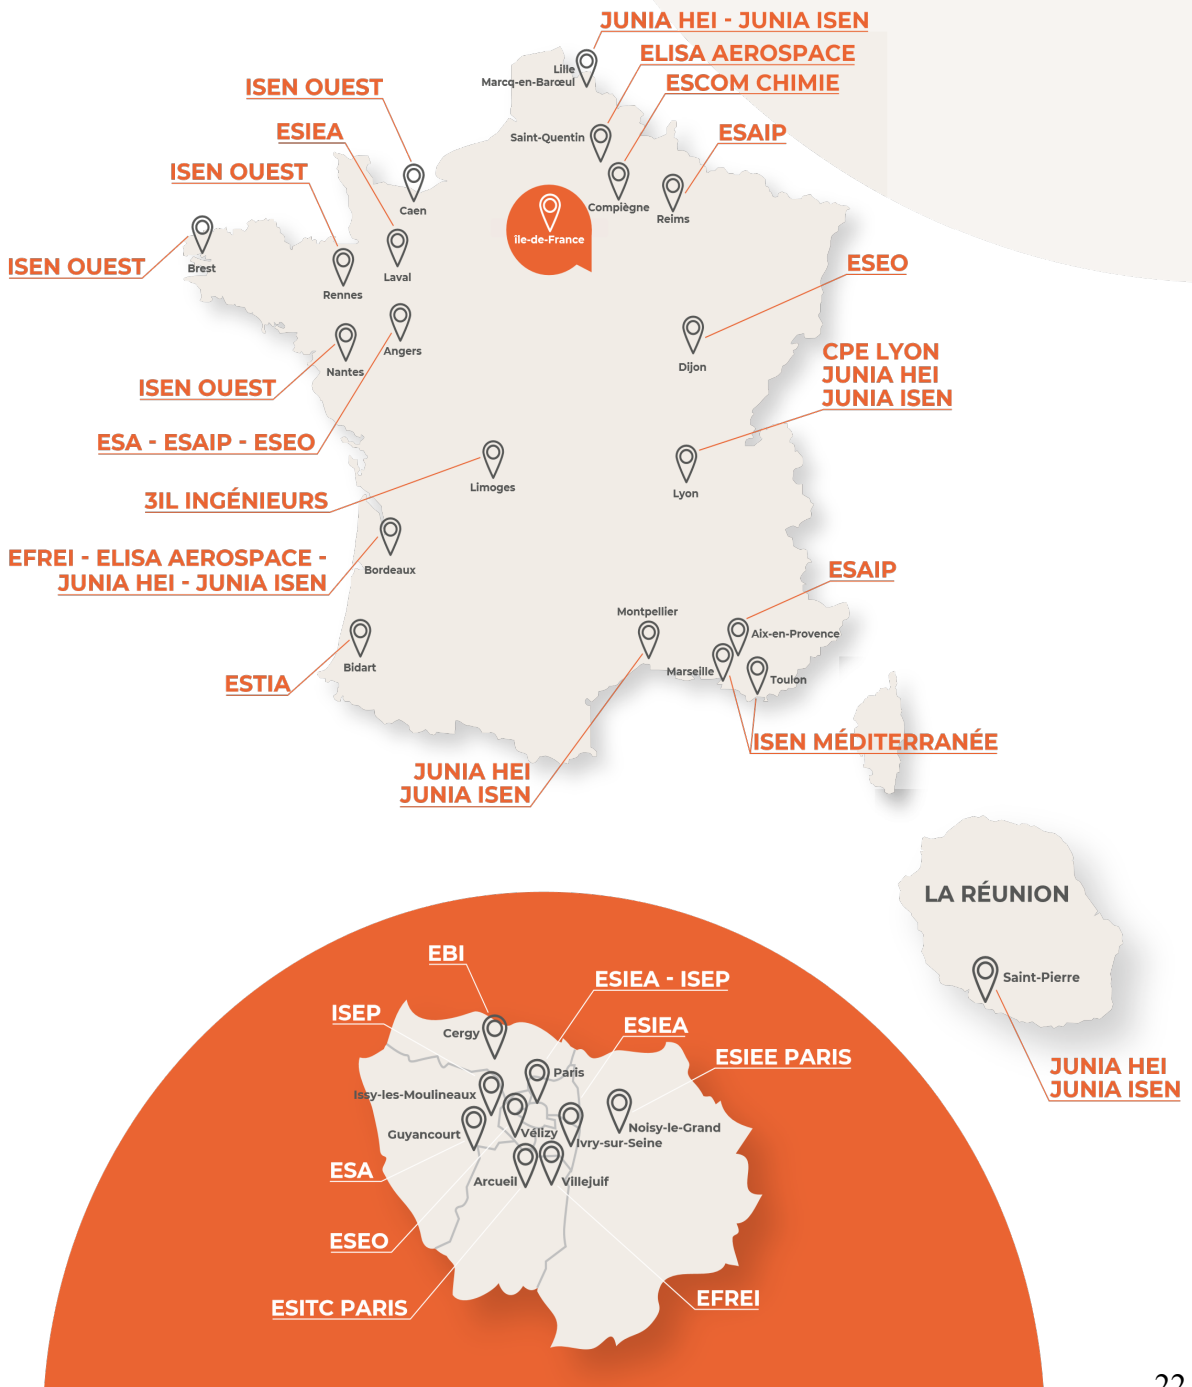 JUNIA HEI - JUNIA ISEN
ELISA AEROSPACE
Lille
Marcq-en-Barœul
ESCOM CHIMIE
ISEN OUEST
ESIEA
Saint-Quentin
ESAIP
ISEN OUEST
Caen
Compiègne
Reims
île-de-France
ISEN OUEST
Brest
Laval
Rennes
ESEO
Angers
Nantes
Dijon
CPE LYON
JUNIA HEI
JUNIA ISEN
ISEN OUEST
ESA - ESAIP - ESEO
Limoges
Lyon
3IL INGÉNIEURS
EFREI - ELISA AEROSPACE -
JUNIA HEI - JUNIA ISEN
Bordeaux
ESAIP
Montpellier
Aix-en-Provence
Bidart
Marseille
Toulon
ESTIA
ISEN MÉDITERRANÉE
JUNIA HEI
JUNIA ISEN
LA RÉUNION
Saint-Pierre
JUNIA HEI
JUNIA ISEN
EBI
ESIEA - ISEP
ISEP
ESIEA
Cergy
ESIEE PARIS
Paris
Issy-les-Moulineaux
Guyancourt
Vélizy
Noisy-le-Grand
Ivry-sur-Seine
ESA
Arcueil
Villejuif
ESEO
EFREI
ESITC PARIS
22